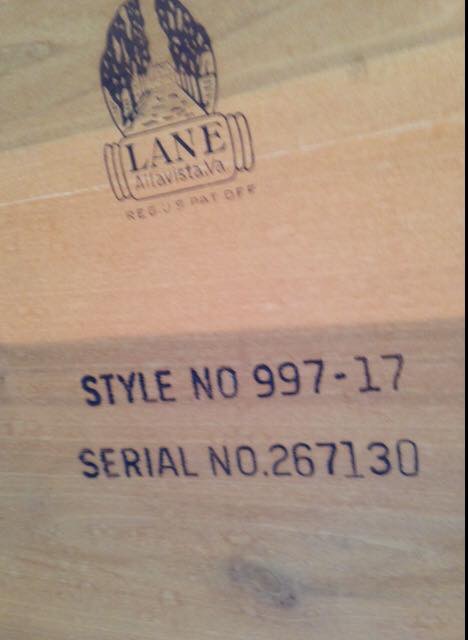 LANE
Altavista.Va
REG U S PAT OFF
STYLE NO 997-17
SERIAL NO.267130